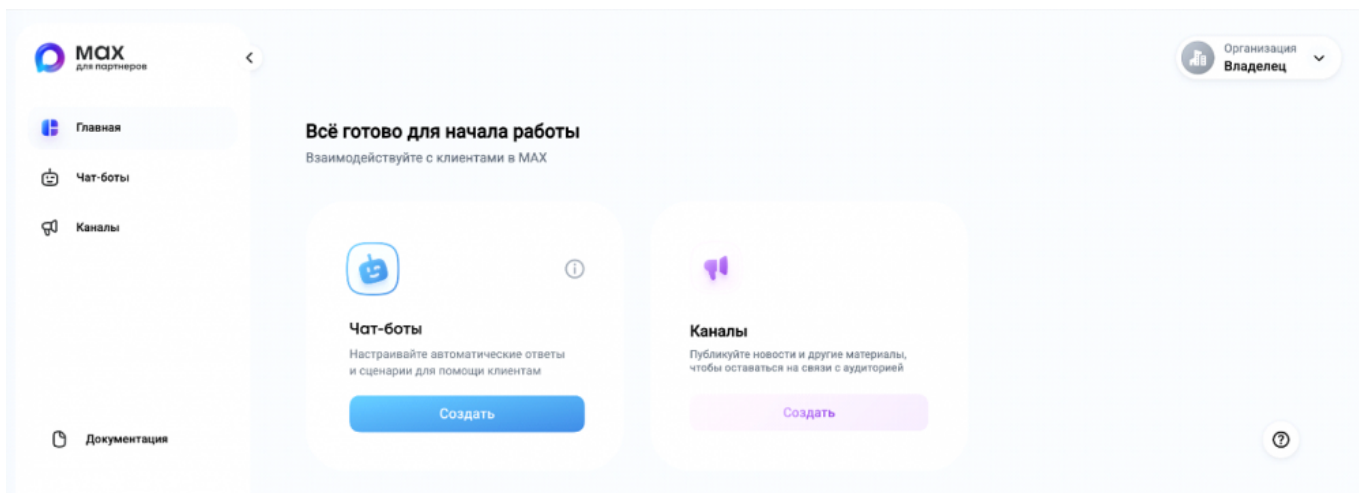 мах
для партнеров
Организация
Владелец
Главная
Чат-боты
Каналы
Документация
Всё готово для начала работы
Взаимодействуйте с клиентами в MAX
Чат-боты
Настраивайте автоматические ответы
и сценарии для помощи клиентам
Создать
Каналы
Публикуйте новости и другие материалы,
чтобы оставаться на связи с аудиторией
Создать